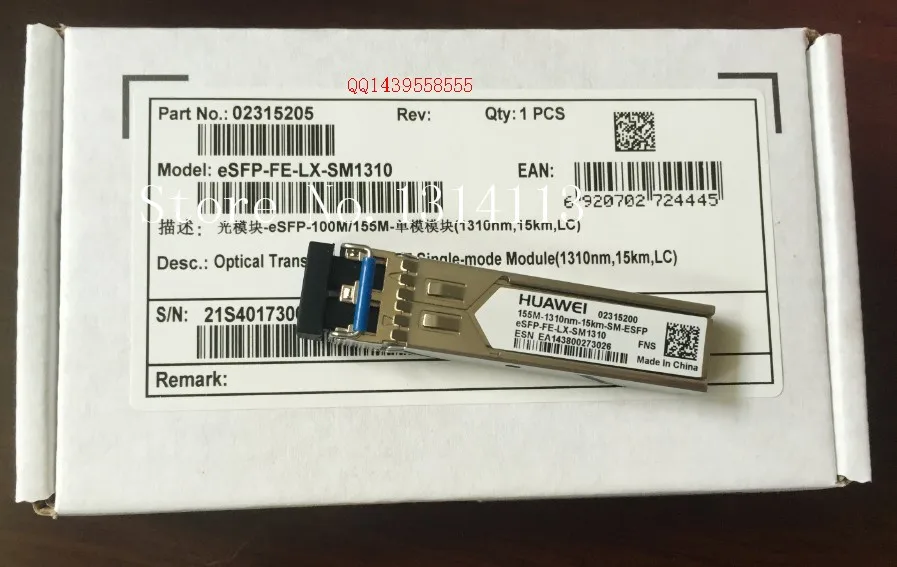 QQ1439558555
Part No.: 02315205 Rev: Qty: 1 PCS
Model: eSFP-FE-LX-SM1310 EAN:
6 920702 724445
Store No. 1314113
描述: 光模块-eSFP-100M/155M-单模模块(1310nm,15km,LC)
Desc.: Optical Single-mode Module(1310nm,15km,LC)
S/N:
Remark:
HUAWEI 02315200
155M-1310nm-15km-SM-ESFP
eSFP-FE-LX-SM1310
ESN EA143800273026 FNS
Made in China